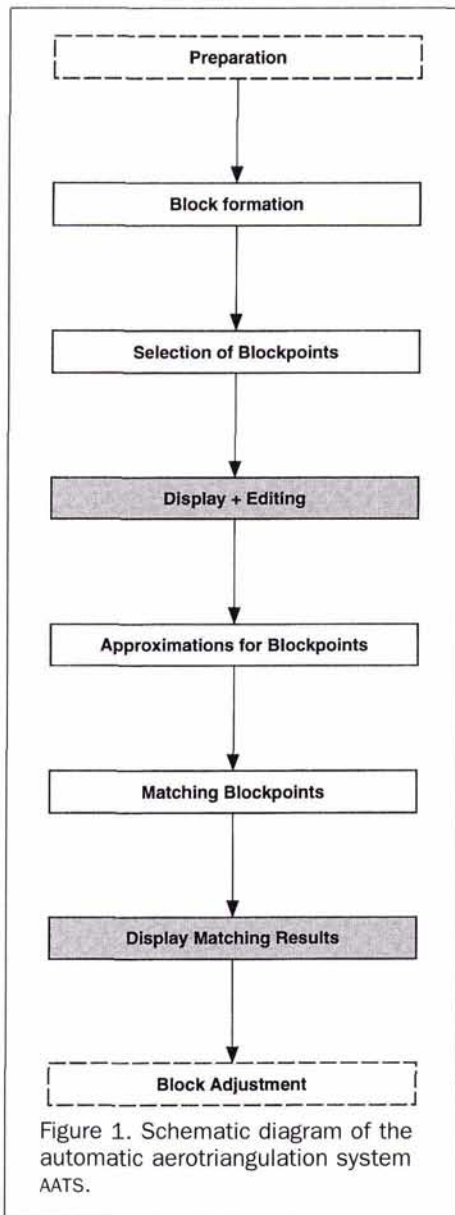 Preparation
Block formation
Selection of Blockpoints
Display + Editing
Approximations for Blockpoints
Matching Blockpoints
Display Matching Results
Block Adjustment
Figure 1. Schematic diagram of the
automatic aerotriangulation system
AATS.